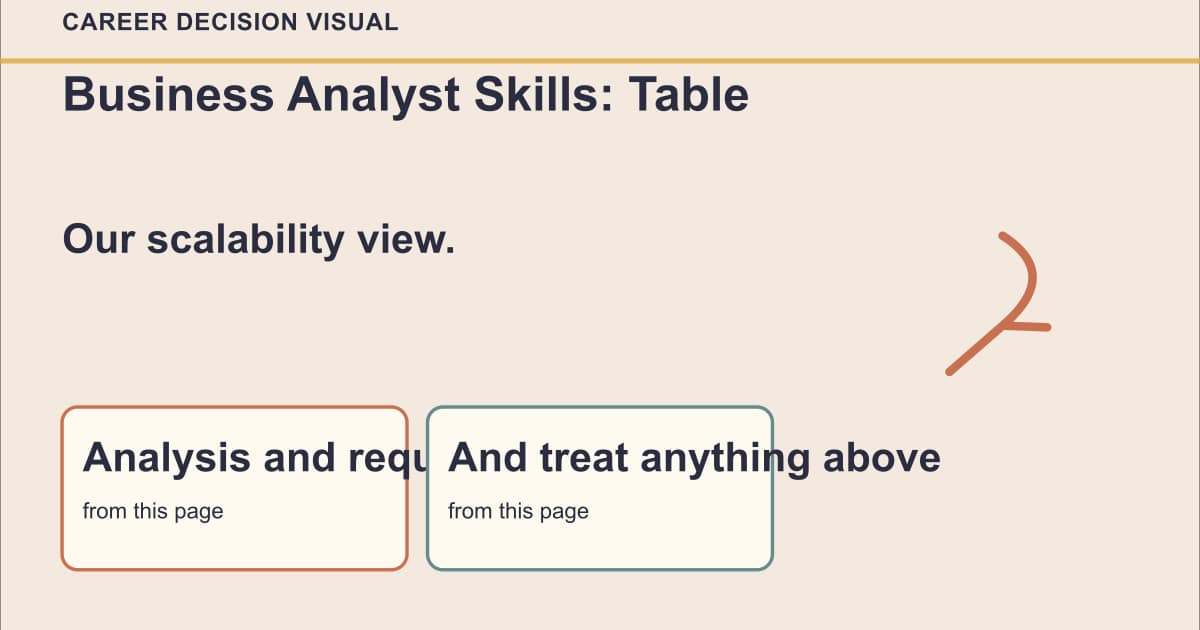 CAREER DECISION VISUAL
Business Analyst Skills: Table
Our scalability view.
Analysis and
from this page
And treat anything above
from this page